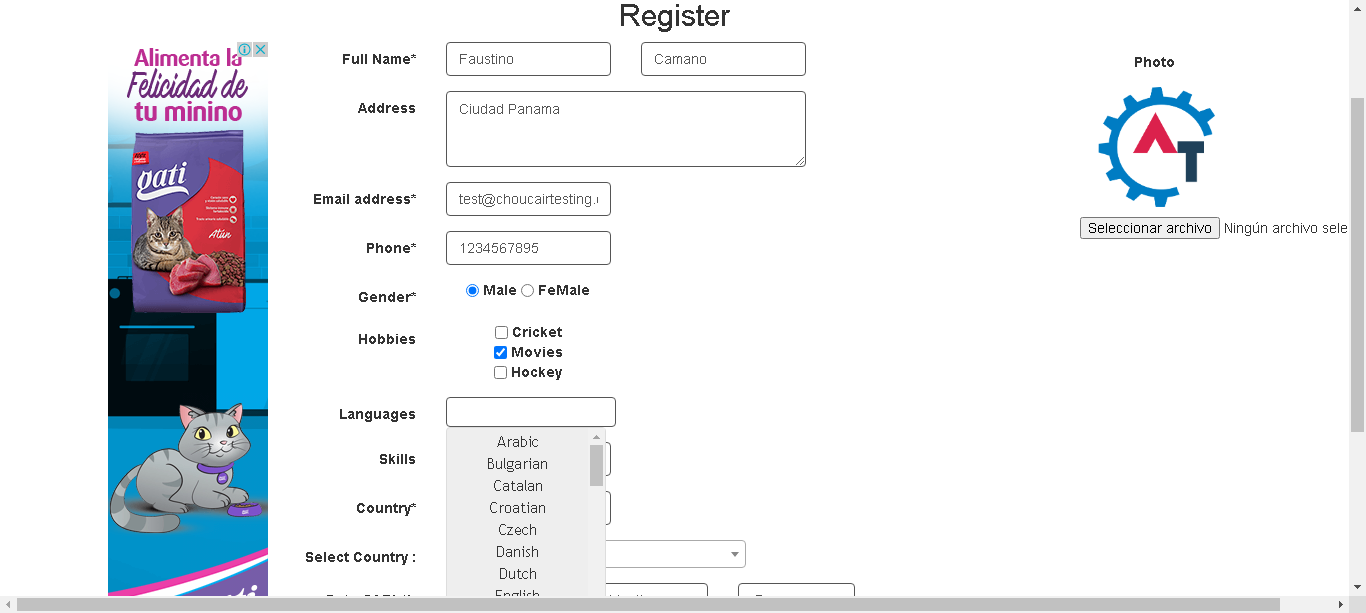 Register
Alimenta la
Felicidad de
tu minino
gati
Atún
Full Name*
Faustino
Camano
Address
Ciudad Panama
Email address*
test@choucairtesting.
Phone*
1234567895
Gender*
Male
FeMale
Hobbies
Cricket
Movies
Hockey
Languages
Arabic
Bulgarian
Catalan
Croatian
Czech
Danish
Dutch
English
Skills
Country*
Select Country :
Photo
AT
Seleccionar archivo
Ningún archivo sele